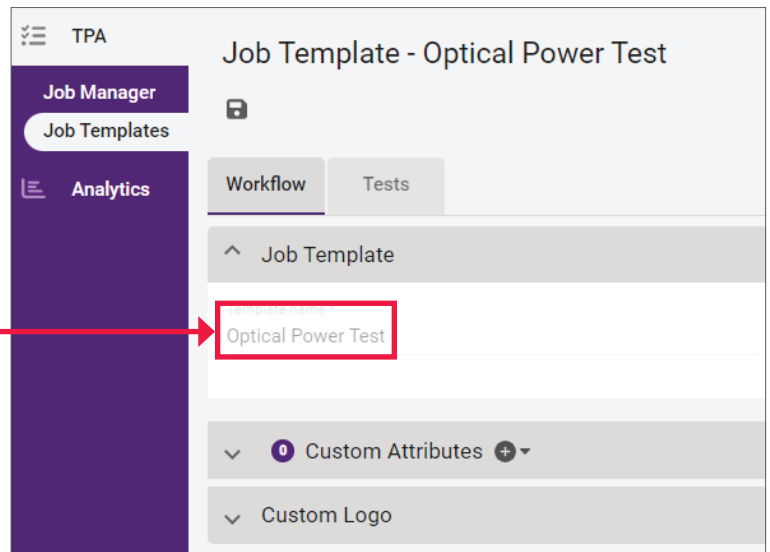 TPA
Job Manager
Job Templates
Analytics
Job Template - Optical Power Test
Workflow
Tests
Job Template
Template name *
Optical Power Test
0 Custom Attributes
Custom Logo